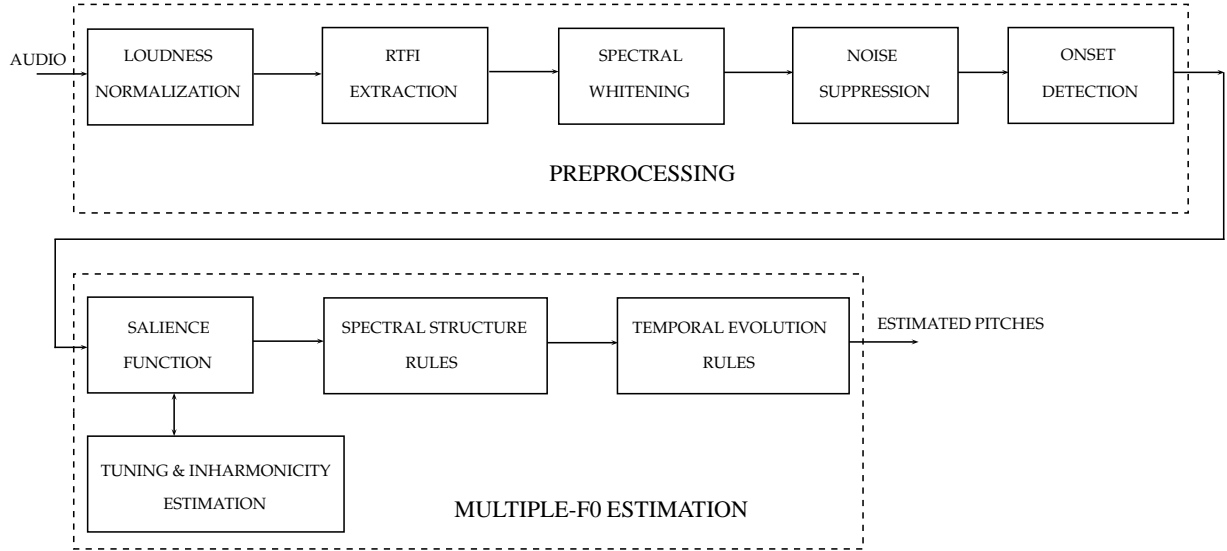 AUDIO
LOUDNESS
NORMALIZATION
RTFI
EXTRACTION
SPECTRAL
WHITENING
NOISE
SUPPRESSION
ONSET
DETECTION
PREPROCESSING
SALIENCE
FUNCTION
SPECTRAL STRUCTURE
RULES
TEMPORAL EVOLUTION
RULES
ESTIMATED PITCHES
TUNING & INHARMONICITY
ESTIMATION
MULTIPLE-F0 ESTIMATION